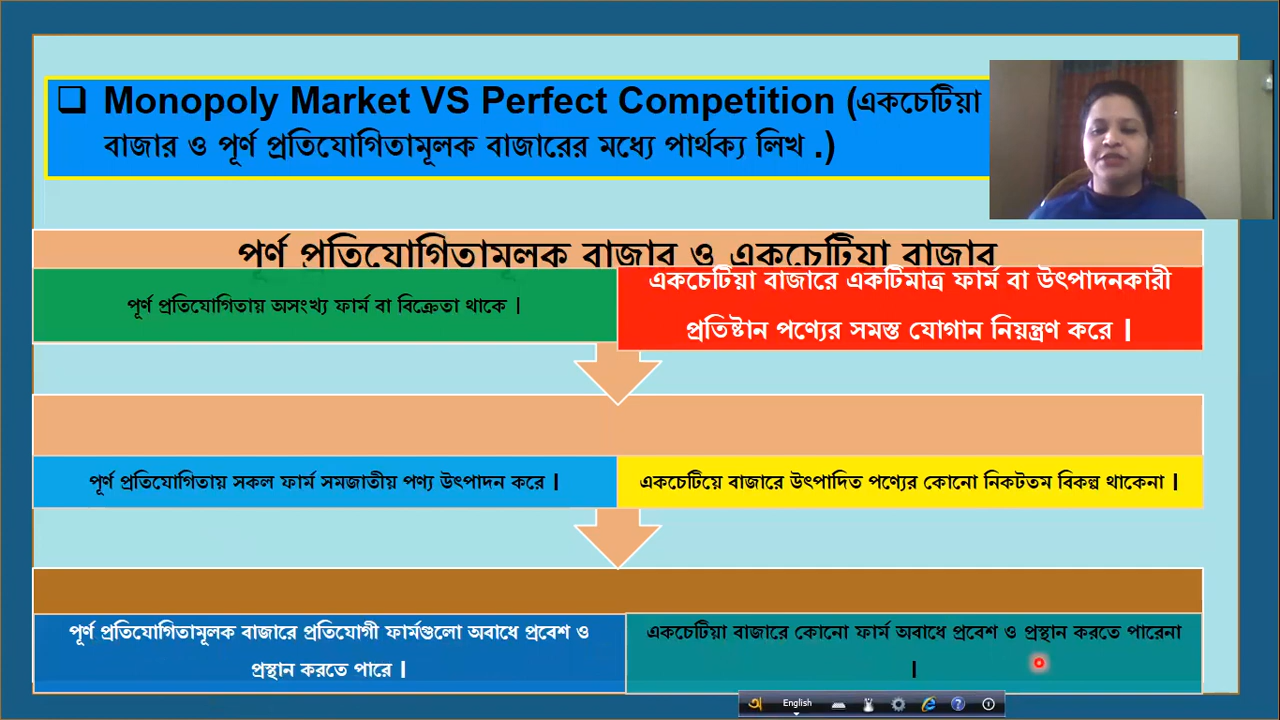 ❑ Monopoly Market VS Perfect Competition (একচেটিয়া
বাজার ও পূর্ণ প্রতিযোগিতামূলক বাজারের মধ্যে পার্থক্য লিখ .)
পূর্ণ প্রতিযোগিতামূলক বাজার ও একচেটিয়া বাজার
পূর্ণ প্রতিযোগিতায় অসংখ্য ফার্ম বা বিক্রেতা থাকে |
একচেটিয়া বাজারে একটিমাত্র ফার্ম বা উৎপাদনকারী
প্রতিষ্টান পণ্যের সমস্ত যোগান নিয়ন্ত্রণ করে |
পূর্ণ প্রতিযোগিতায় সকল ফার্ম সমজাতীয় পণ্য উৎপাদন করে |
একচেটিয়ে বাজারে উৎপাদিত পণ্যের কোনো নিকটতম বিকল্প থাকেনা |
পূর্ণ প্রতিযোগিতামূলক বাজারে প্রতিযোগী ফার্মগুলো অবাধে প্রবেশ ও
প্রস্থান করতে পারে |
একচেটিয়া বাজারে কোনো ফার্ম অবাধে প্রবেশ ও প্রস্থান করতে পারেনা
|
অ English